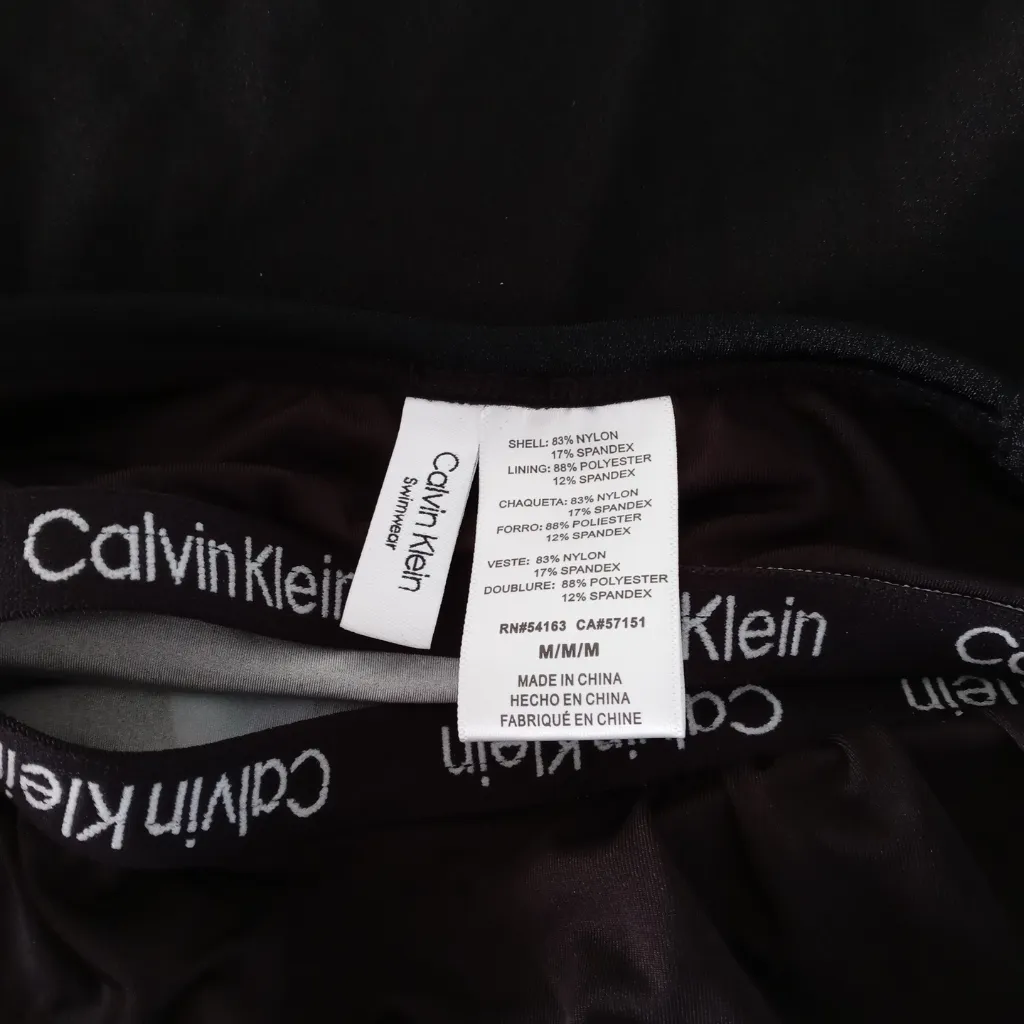 Calvin Klein
Swimwear
SHELL: 83% NYLON
17% SPANDEX
LINING: 88% POLYESTER
12% SPANDEX
CHAQUETA: 83% NYLON
17% SPANDEX
FORRO: 88% POLIESTER
12% SPANDEX
VESTE: 83% NYLON
17% SPANDEX
DOUBLURE: 88% POLYESTER
12% SPANDEX
RN#54163 CA#57151
M/M/M
MADE IN CHINA
HECHO EN CHINA
FABRIQUÉ EN CHINE
Calvin Klein
Klein
Calvin Klein
Calvin Klein